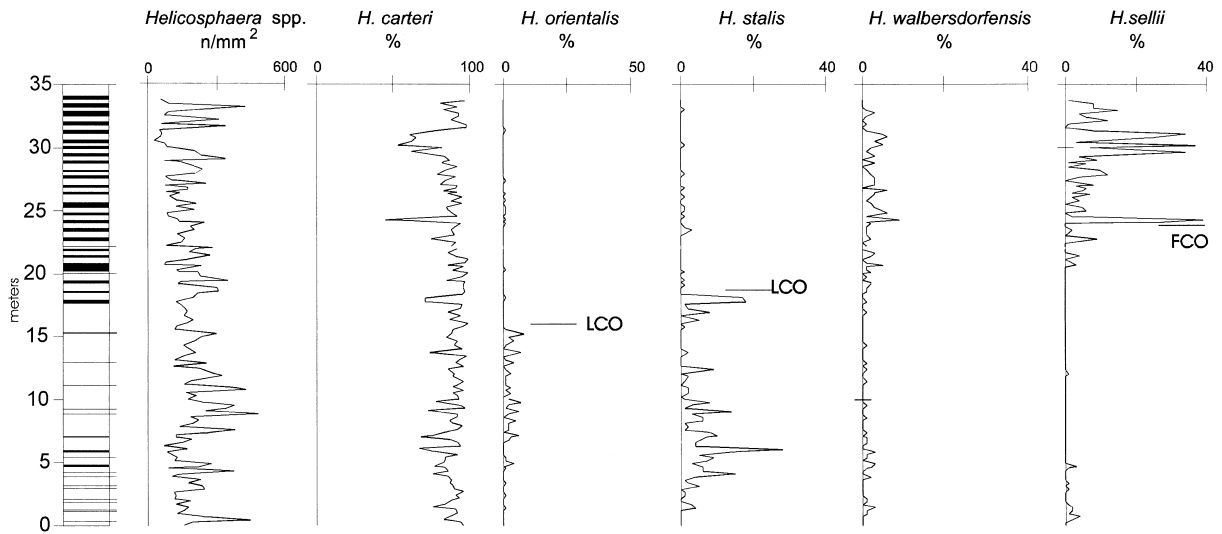 Helicosphaera spp. H. carteri H. orientalis H. stalis H. walbersdorfensis H.sellii
n/mm2 % % % % %
0 600 0 100 0 50 0 40 0 40 0 40
35
30
25
FCO
20
LCO
meters
LCO
15
10
5
0